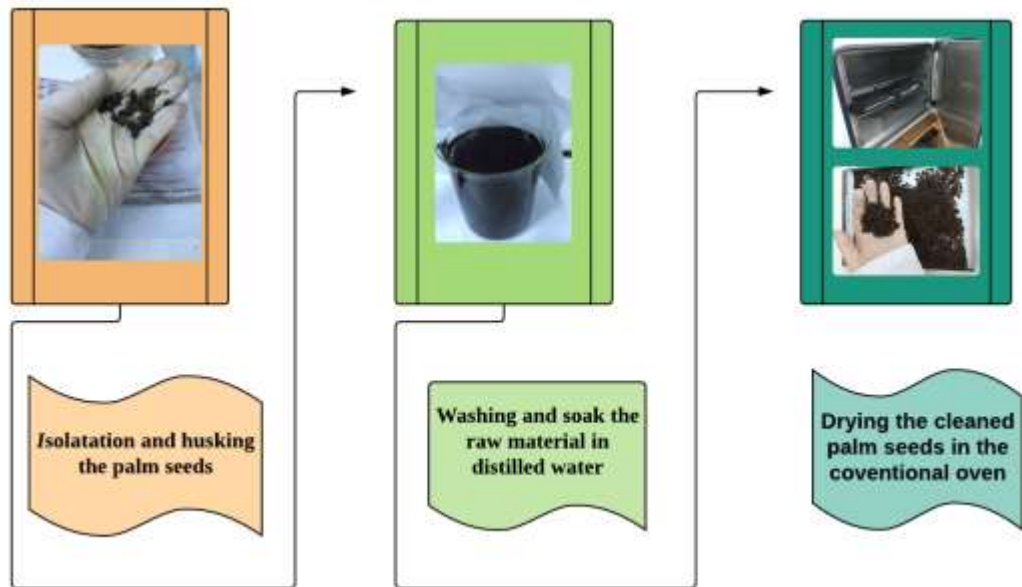 Isolatation and husking
the palm seeds
Washing and soak the
raw material in
distilled water
Drying the cleaned
palm seeds in the
coventional oven